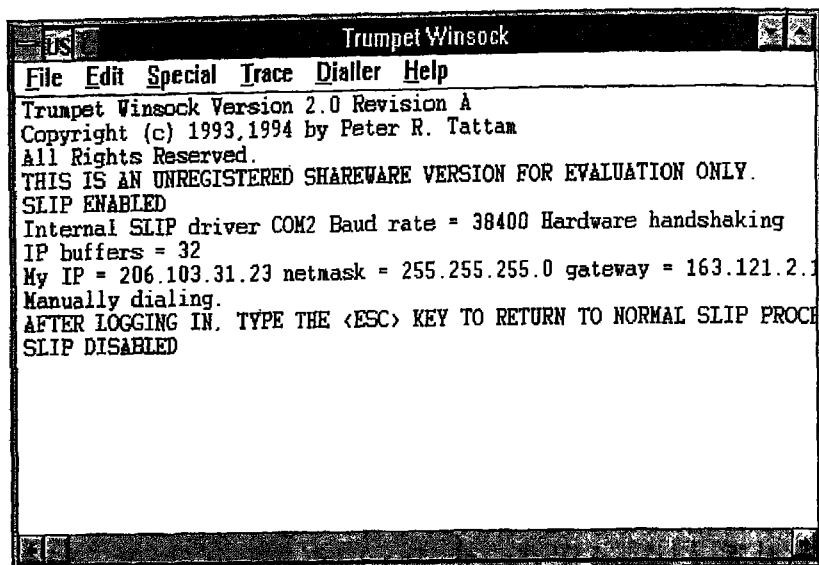 US
Trumpet Winsock
File Edit Special Trace Dialler Help
Trumpet Winsock Version 2.0 Revision A
Copyright (c) 1993,1994 by Peter R. Tattam
All Rights Reserved.
THIS IS AN UNREGISTERED SHAREWARE VERSION FOR EVALUATION ONLY.
SLIP ENABLED
Internal SLIP driver COM2 Baud rate = 38400 Hardware handshaking
IP buffers = 32
My IP = 206.103.31.23 netmask = 255.255.255.0 gateway = 163.121.2.1
Manually dialing.
AFTER LOGGING IN, TYPE THE <ESC> KEY TO RETURN TO NORMAL SLIP PROCE
SLIP DISABLED